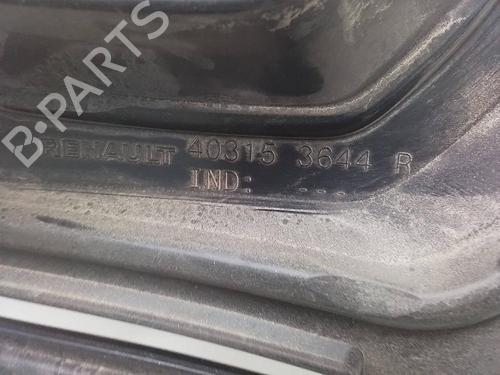 B-PARTS
RENAULT 40315 3644 R
IND: ---